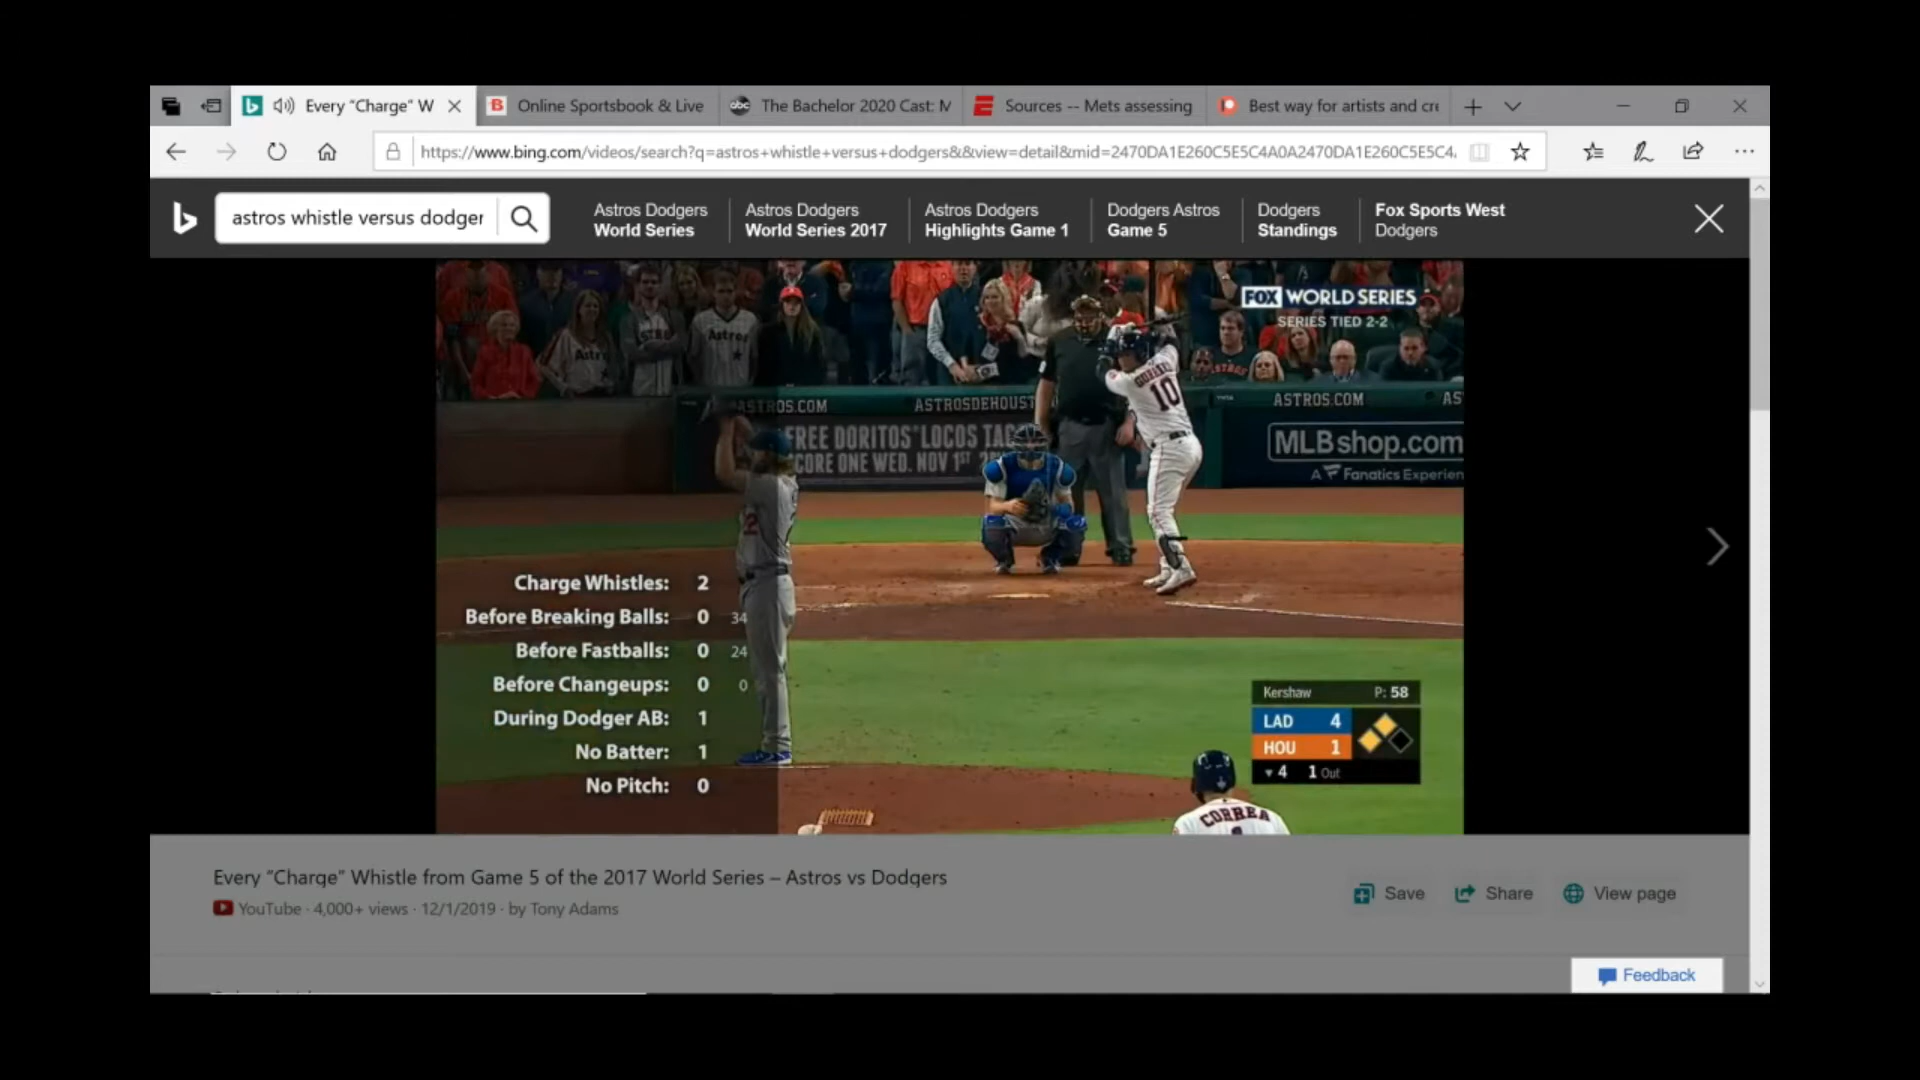 Every “Charge” W
Online Sportsbook & Live
The Bachelor 2020 Cast: M
Sources -- Mets assessing
Best way for artists and cre
https://www.bing.com/videos/search?q=astros+whistle+versus+dodgers&&view=detail&mid=2470DA1E260C5E5C4A0A2470DA1E260C5E5C4.
astros whistle versus dodger
Astros Dodgers
World Series
Astros Dodgers
World Series 2017
Astros Dodgers
Highlights Game 1
Dodgers Astros
Game 5
Dodgers
Standings
Fox Sports West
Dodgers
FOX WORLD SERIES
SERIES TIED 2-2
Astros
GURRIEL
10
ASTROS.COM
ASTROSDEHOUST
ASTROS.COM
AS
FREE DORITOS LOCOS TAC
SCORE ONE WED. NOV 1ST
MLBshop.com
A Fanatics Experien
Charge Whistles: 2
Before Breaking Balls: 0 34
Before Fastballs: 0 24
Before Changeups: 0 0
During Dodger AB: 1
No Batter: 1
No Pitch: 0
Kershaw P: 58
LAD 4
HOU 1
▼4 1 Out
CORREA
Every “Charge” Whistle from Game 5 of the 2017 World Series – Astros vs Dodgers
YouTube · 4,000+ views · 12/1/2019 · by Tony Adams
Save
Share
View page
Feedback